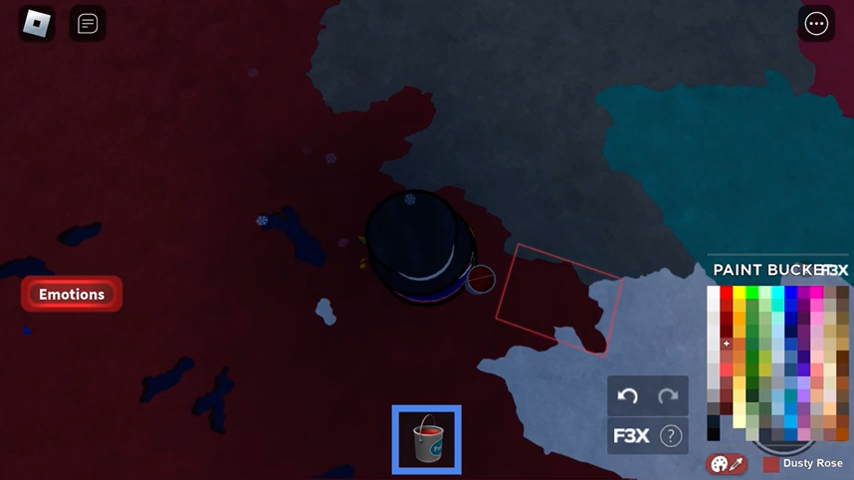 PAINT BUCKET
F3X
Emotions
F3X
?
Dusty Rose